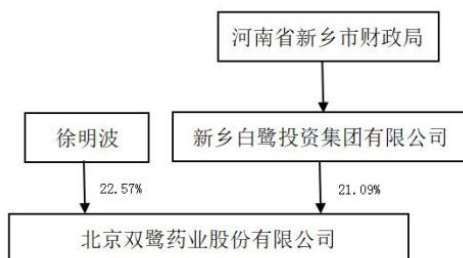 河南省新乡市财政局
徐明波
新乡白鹭投资集团有限公司
22.57%
21.09%
北京双鹭药业股份有限公司